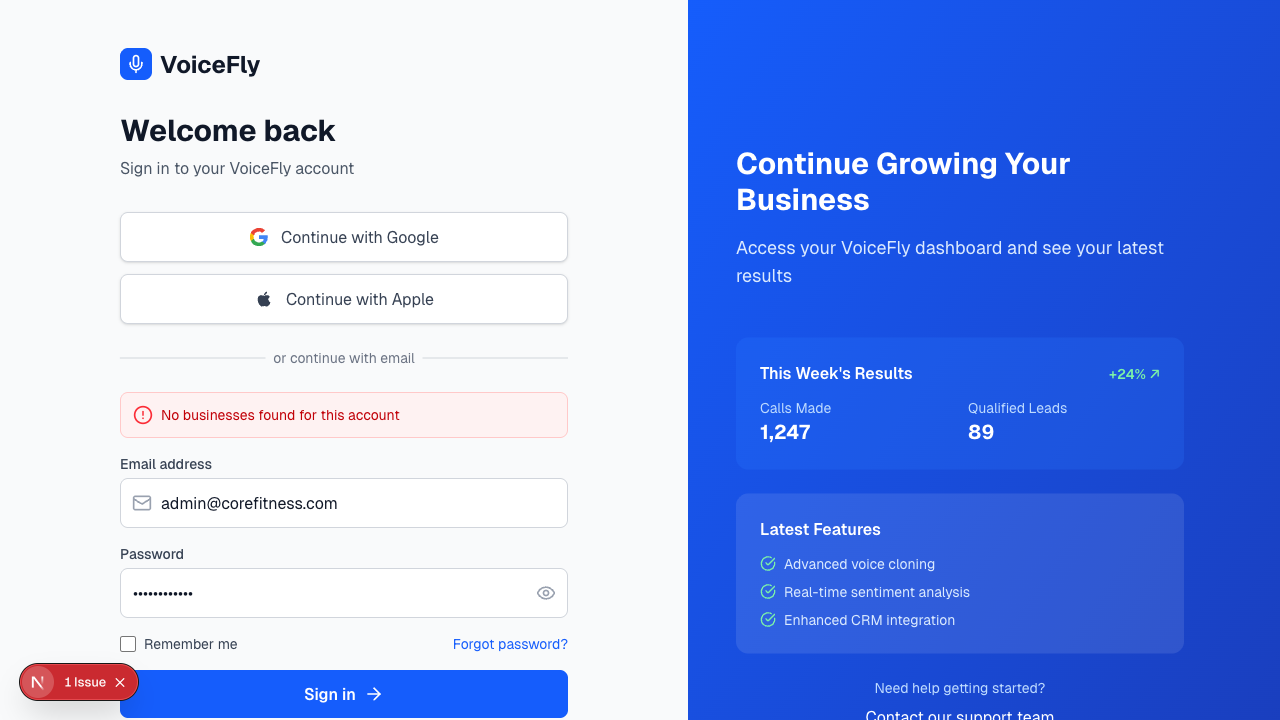 VoiceFly
Welcome back
Sign in to your VoiceFly account
Continue with Google
Continue with Apple
or continue with email
No businesses found for this account
Email address
admin@corefitness.com
Password
••••••••••••
Remember me
Forgot password?
Sign in
N
1 Issue
Continue Growing Your
Business
Access your VoiceFly dashboard and see your latest
results
This Week's Results
+24%
Calls Made
Qualified Leads
1,247
89
Latest Features
Advanced voice cloning
Real-time sentiment analysis
Enhanced CRM integration
Need help getting started?
Contact our support team